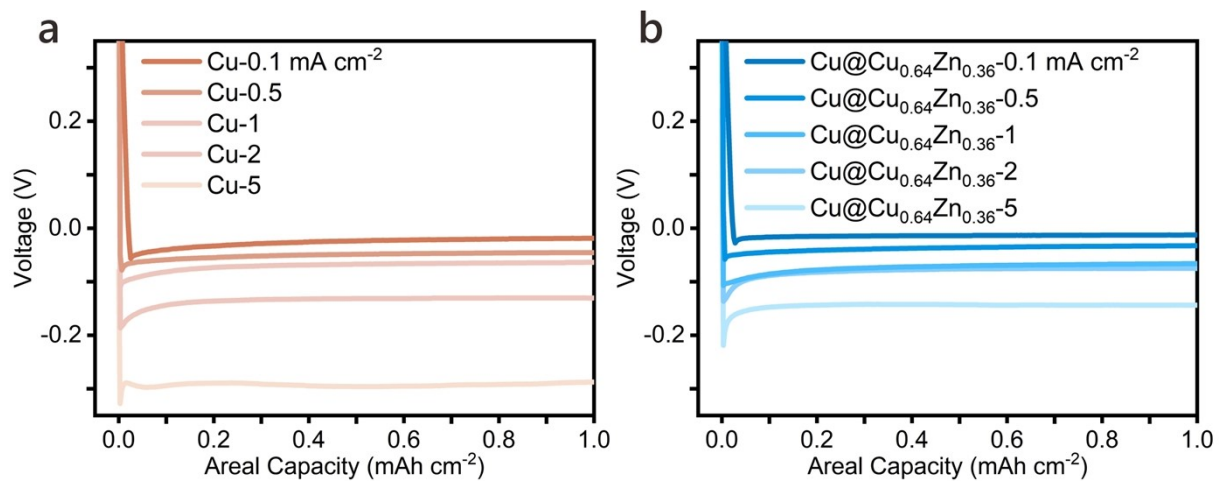 a
Cu-0.1 mA cm⁻²
Cu-0.5
Cu-1
Cu-2
Cu-5
Voltage (V)
0.2
0.0
-0.2
0.0 0.2 0.4 0.6 0.8 1.0
Areal Capacity (mAh cm⁻²)
b
Cu@Cu₀.₆₄Zn₀.₃₆-0.1 mA cm⁻²
Cu@Cu₀.₆₄Zn₀.₃₆-0.5
Cu@Cu₀.₆₄Zn₀.₃₆-1
Cu@Cu₀.₆₄Zn₀.₃₆-2
Cu@Cu₀.₆₄Zn₀.₃₆-5
Voltage (V)
0.2
0.0
-0.2
0.0 0.2 0.4 0.6 0.8 1.0
Areal Capacity (mAh cm⁻²)